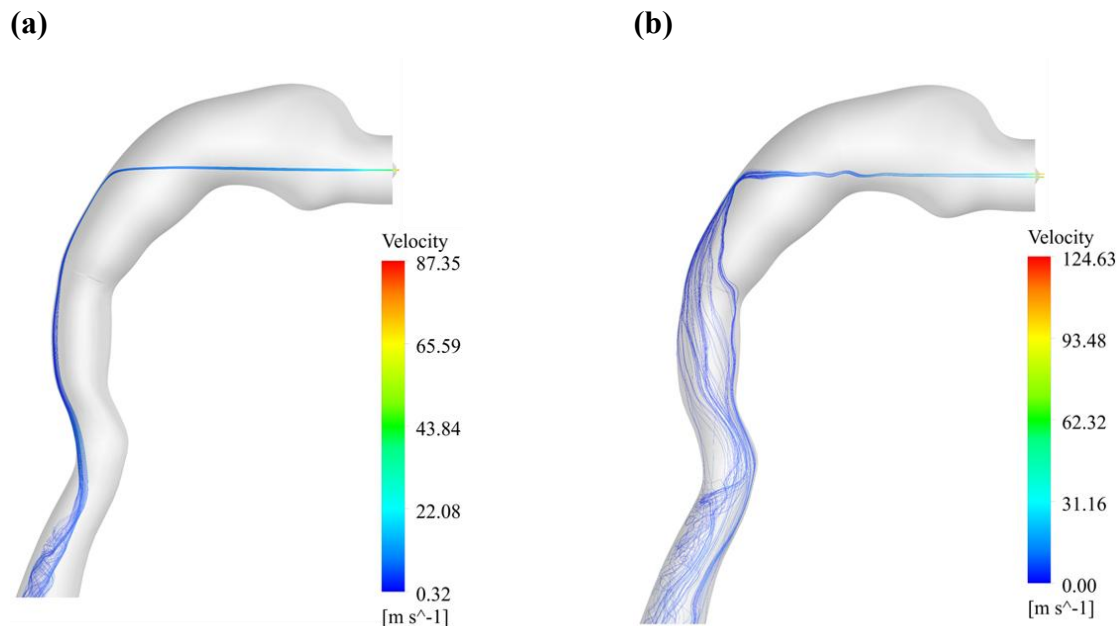 (a)
(b)
Velocity
87.35
65.59
43.84
22.08
0.32
[m s^-1]
Velocity
124.63
93.48
62.32
31.16
0.00
[m s^-1]